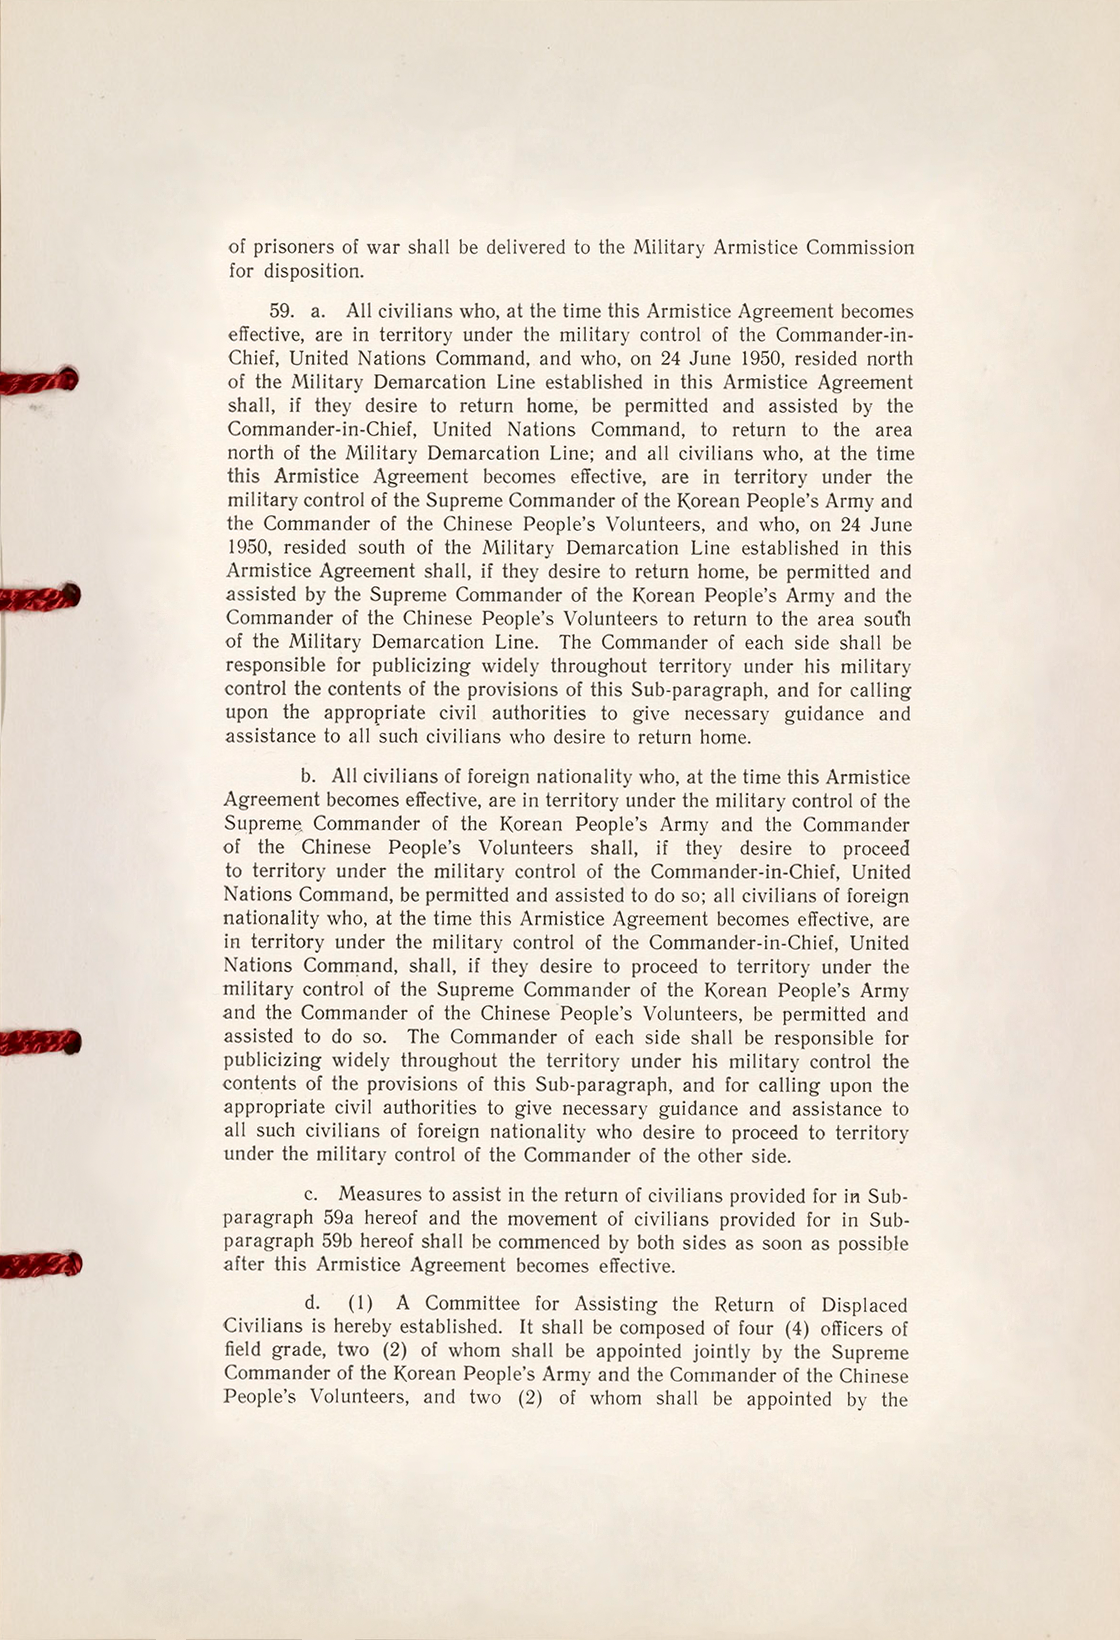 of prisoners of war shall be delivered to the Military Armistice Commission
for disposition.
59. a. All civilians who, at the time this Armistice Agreement becomes
effective, are in territory under the military control of the Commander-in-
Chief, United Nations Command, and who, on 24 June 1950, resided north
of the Military Demarcation Line established in this Armistice Agreement
shall, if they desire to return home, be permitted and assisted by the
Commander-in-Chief, United Nations Command, to return to the area
north of the Military Demarcation Line; and all civilians who, at the time
this Armistice Agreement becomes effective, are in territory under the
military control of the Supreme Commander of the Korean People's Army and
the Commander of the Chinese People's Volunteers, and who, on 24 June
1950, resided south of the Military Demarcation Line established in this
Armistice Agreement shall, if they desire to return home, be permitted and
assisted by the Supreme Commander of the Korean People's Army and the
Commander of the Chinese People's Volunteers to return to the area south
of the Military Demarcation Line. The Commander of each side shall be
responsible for publicizing widely throughout territory under his military
control the contents of the provisions of this Sub-paragraph, and for calling
upon the appropriate civil authorities to give necessary guidance and
assistance to all such civilians who desire to return home.
b. All civilians of foreign nationality who, at the time this Armistice
Agreement becomes effective, are in territory under the military control of the
Supreme Commander of the Korean People's Army and the Commander
of the Chinese People's Volunteers shall, if they desire to proceed
to territory under the military control of the Commander-in-Chief, United
Nations Command, be permitted and assisted to do so; all civilians of foreign
nationality who, at the time this Armistice Agreement becomes effective, are
in territory under the military control of the Commander-in-Chief, United
Nations Command, shall, if they desire to proceed to territory under the
military control of the Supreme Commander of the Korean People's Army
and the Commander of the Chinese People's Volunteers, be permitted and
assisted to do so. The Commander of each side shall be responsible for
publicizing widely throughout the territory under his military control the
contents of the provisions of this Sub-paragraph, and for calling upon the
appropriate civil authorities to give necessary guidance and assistance to
all such civilians of foreign nationality who desire to proceed to territory
under the military control of the Commander of the other side.
c. Measures to assist in the return of civilians provided for in Sub-
paragraph 59a hereof and the movement of civilians provided for in Sub-
paragraph 59b hereof shall be commenced by both sides as soon as possible
after this Armistice Agreement becomes effective.
d. (1) A Committee for Assisting the Return of Displaced
Civilians is hereby established. It shall be composed of four (4) officers of
field grade, two (2) of whom shall be appointed jointly by the Supreme
Commander of the Korean People's Army and the Commander of the Chinese
People's Volunteers, and two (2) of whom shall be appointed by the